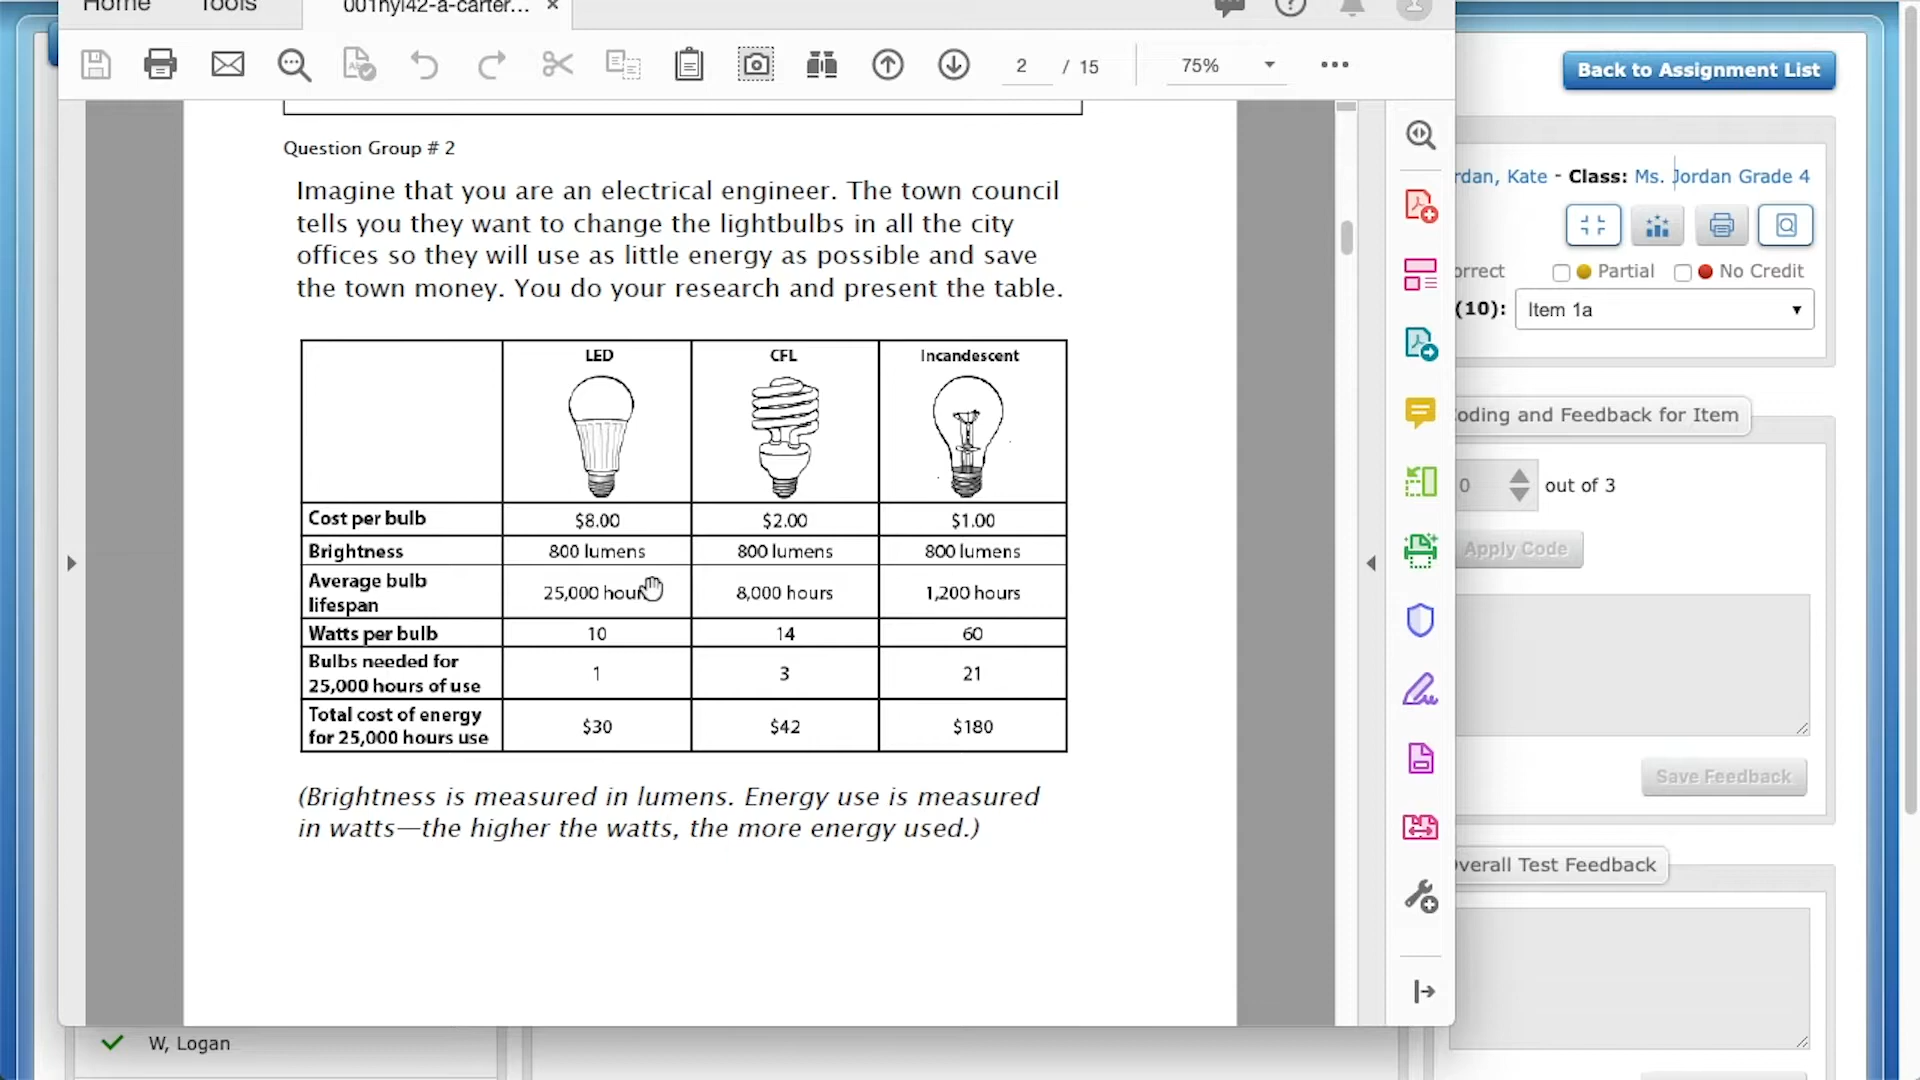 Home
Tools
001nyl42-a-carter...
2 / 15
75%
Back to Assignment List
Question Group # 2
Imagine that you are an electrical engineer. The town council
tells you they want to change the lightbulbs in all the city
offices so they will use as little energy as possible and save
the town money. You do your research and present the table.
LED CFL Incandescent
Cost per bulb $8.00 $2.00 $1.00
Brightness 800 lumens 800 lumens 800 lumens
Average bulb
lifespan
25,000 hour 8,000 hours 1,200 hours
Watts per bulb 10 14 60
Bulbs needed for
25,000 hours of use
1 3 21
Total cost of energy
for 25,000 hours use
$30 $42 $180
(Brightness is measured in lumens. Energy use is measured
in watts—the higher the watts, the more energy used.)
rdan, Kate - Class: Ms. Jordan Grade 4
orrect Partial No Credit
(10): Item 1a
oding and Feedback for Item
0 out of 3
Apply Code
Save Feedback
verall Test Feedback
W, Logan